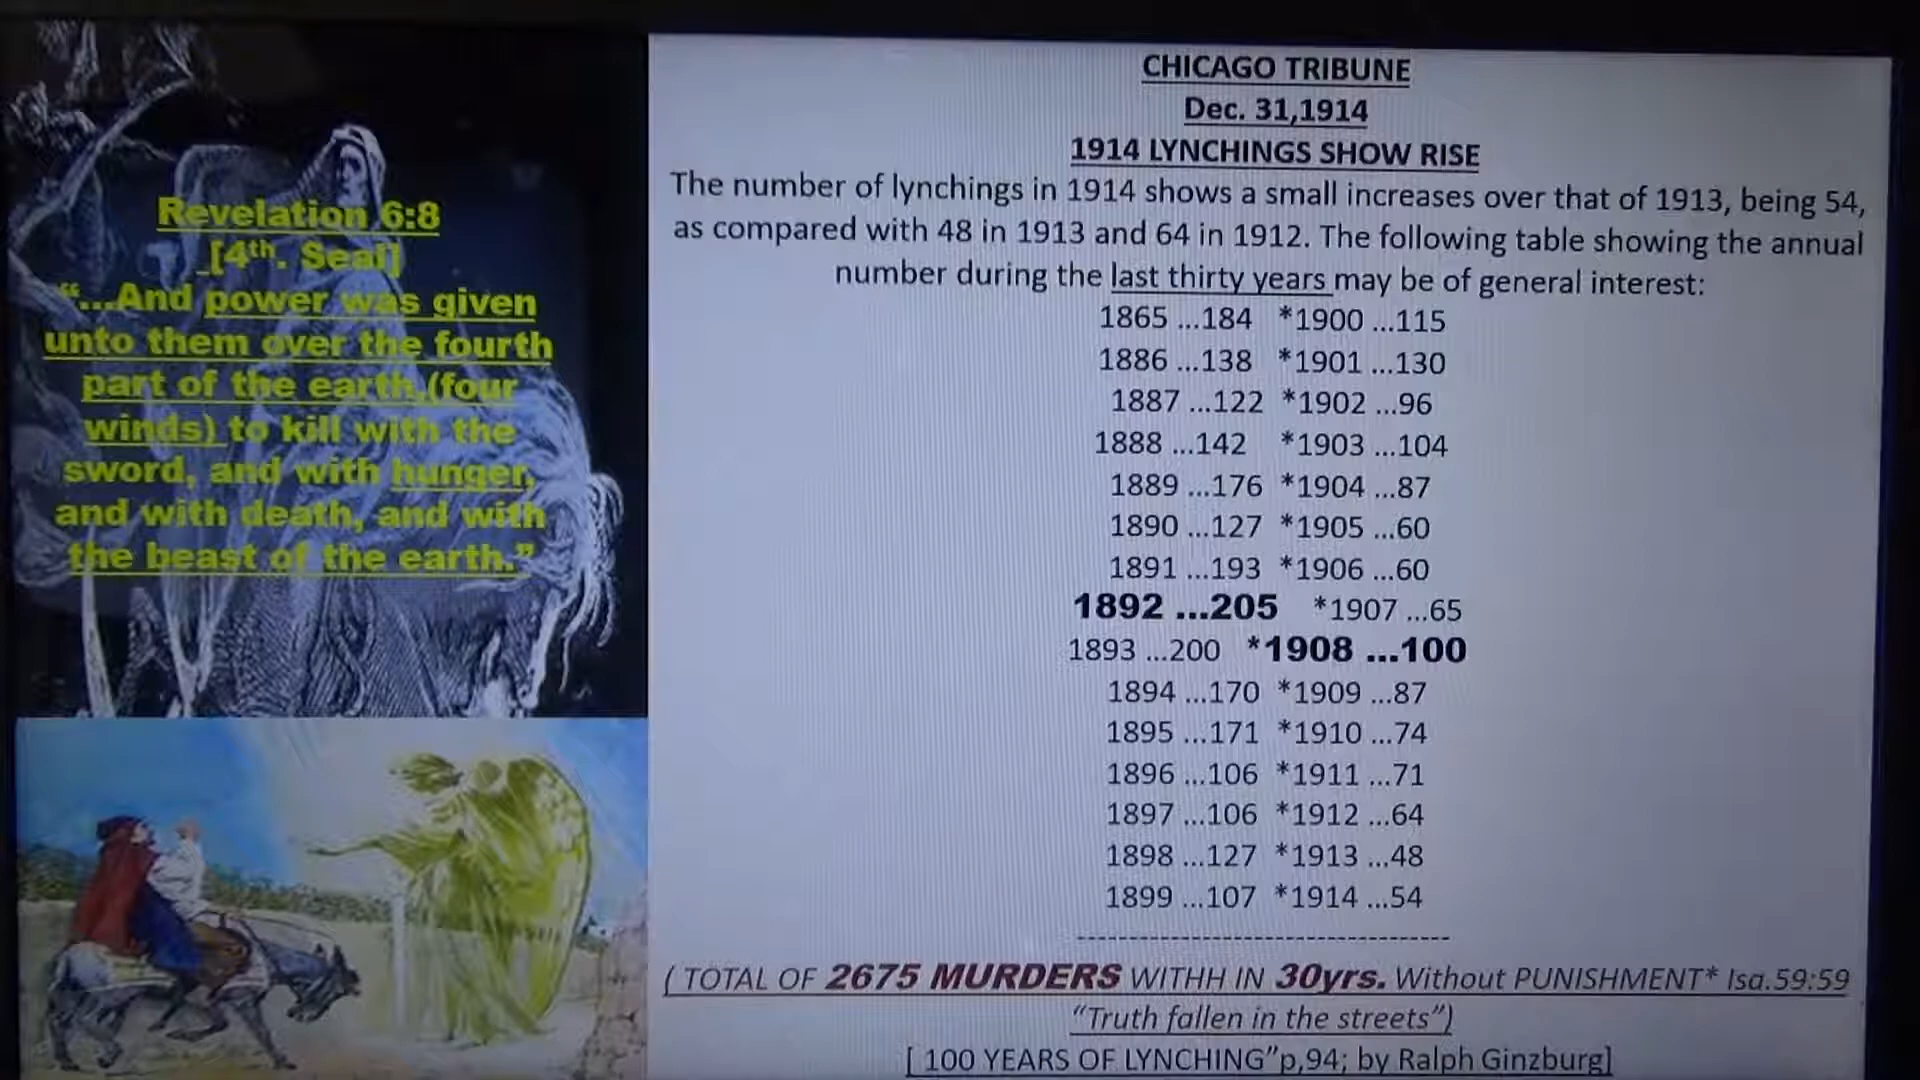 Revelation 6:8
[4th. Seal]
“...And power was given
unto them over the fourth
part of the earth,(four
winds) to kill with the
sword, and with hunger,
and with death, and with
the beast of the earth.”
CHICAGO TRIBUNE
Dec. 31,1914
1914 LYNCHINGS SHOW RISE
The number of lynchings in 1914 shows a small increases over that of 1913, being 54,
as compared with 48 in 1913 and 64 in 1912. The following table showing the annual
number during the last thirty years may be of general interest:
1865 ...184 *1900 ...115
1886 ...138 *1901 ...130
1887 ...122 *1902 ...96
1888 ...142 *1903 ...104
1889 ...176 *1904 ...87
1890 ...127 *1905 ...60
1891 ...193 *1906 ...60
1892 ...205 *1907 ...65
1893 ...200 *1908 ...100
1894 ...170 *1909 ...87
1895 ...171 *1910 ...74
1896 ...106 *1911 ...71
1897 ...106 *1912 ...64
1898 ...127 *1913 ...48
1899 ...107 *1914 ...54
-----------------------------------
( TOTAL OF 2675 MURDERS WITHH IN 30yrs. Without PUNISHMENT* Isa.59:59
“Truth fallen in the streets”)
[ 100 YEARS OF LYNCHING”p,94; by Ralph Ginzburg]